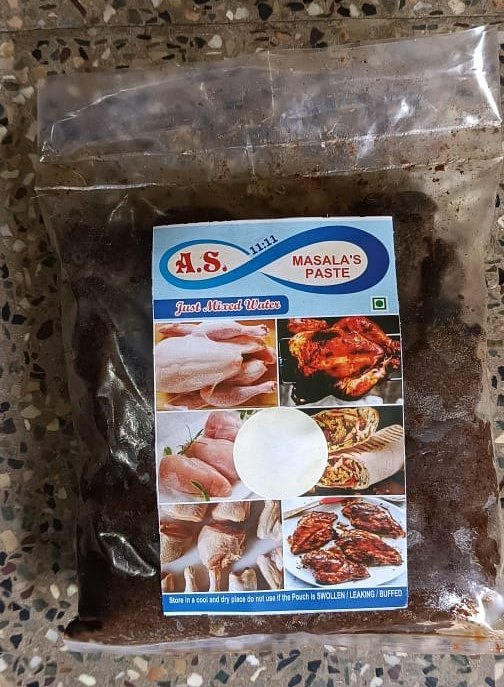 A.S.
11:11
MASALA'S
PASTE
Just Mixed Water
Store in a cool and dry place do not use if the Pouch is SWOLLEN / LEAKING / BUFFED